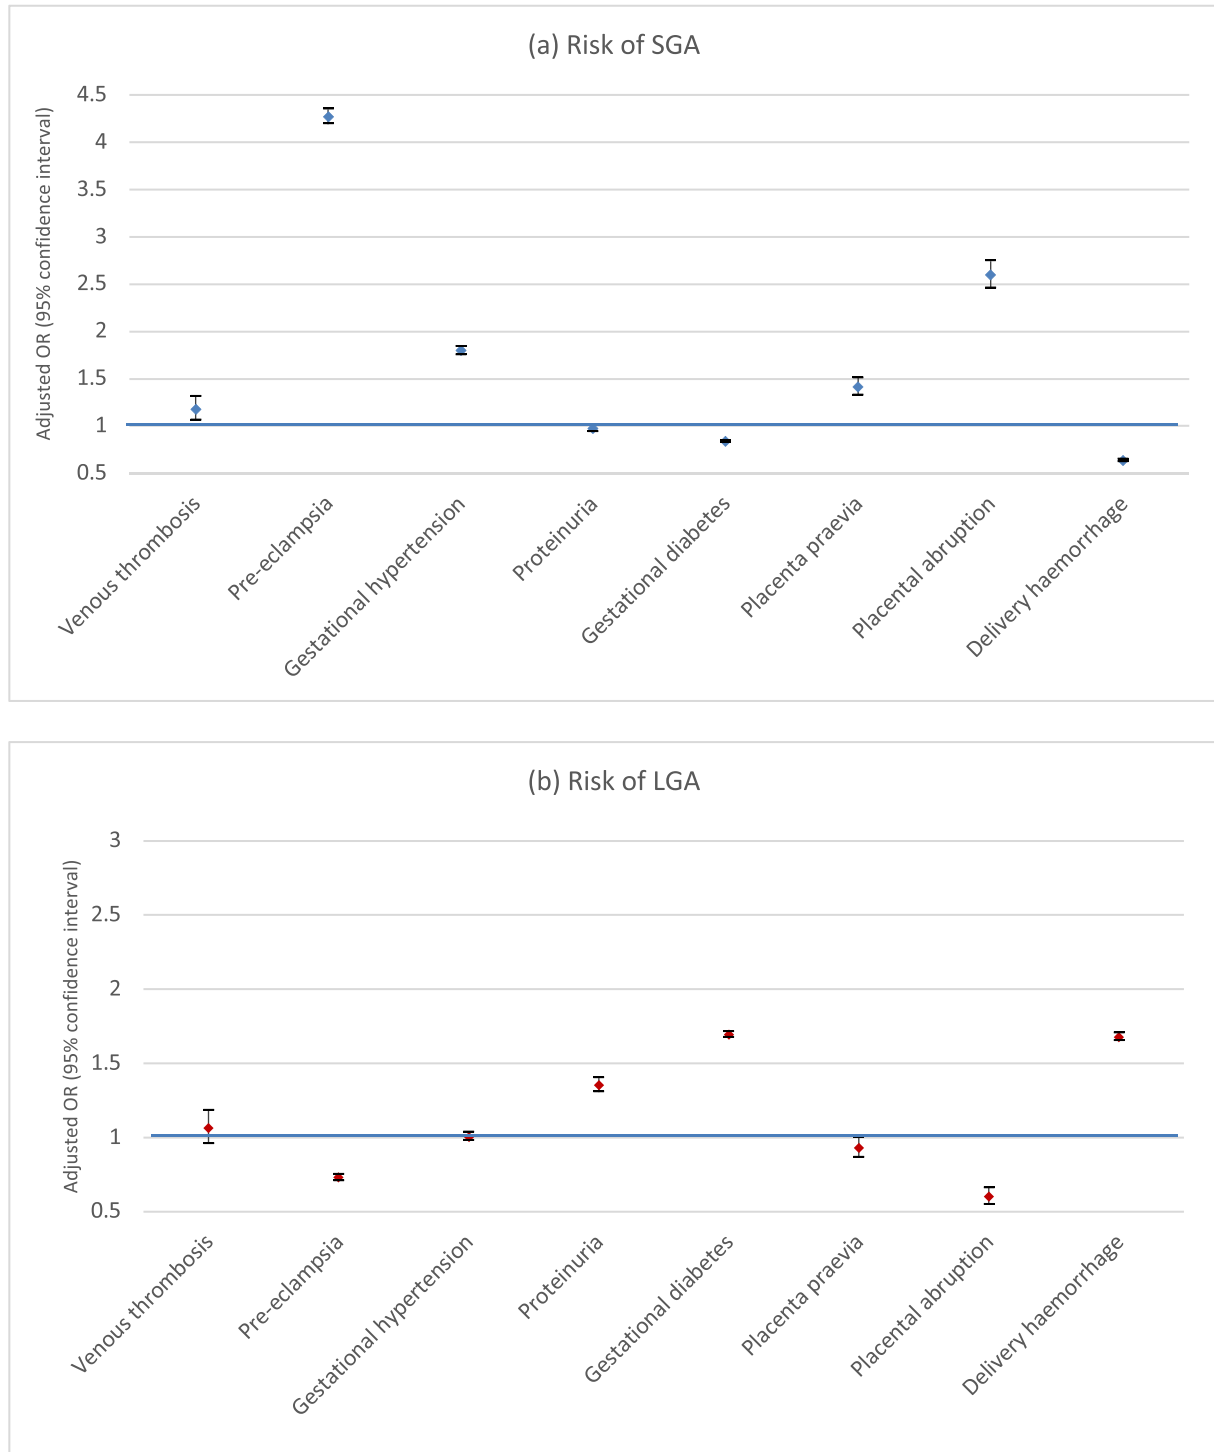 (a) Risk of SGA
Adjusted OR (95% confidence interval)
4.5
4
3.5
3
2.5
2
1.5
1
0.5
Venous thrombosis
Pre-eclampsia
Gestational hypertension
Proteinuria
Gestational diabetes
Placenta praevia
Placental abruption
Delivery haemorrhage
(b) Risk of LGA
Adjusted OR (95% confidence interval)
3
2.5
2
1.5
1
0.5
Venous thrombosis
Pre-eclampsia
Gestational hypertension
Proteinuria
Gestational diabetes
Placenta praevia
Placental abruption
Delivery haemorrhage